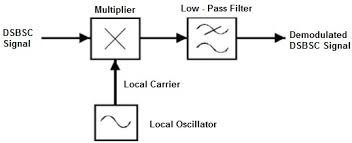 Multiplier
Low - Pass Filter
DSBSC
Signal
Demodulated
DSBSC Signal
Local Carrier
Local Oscillator